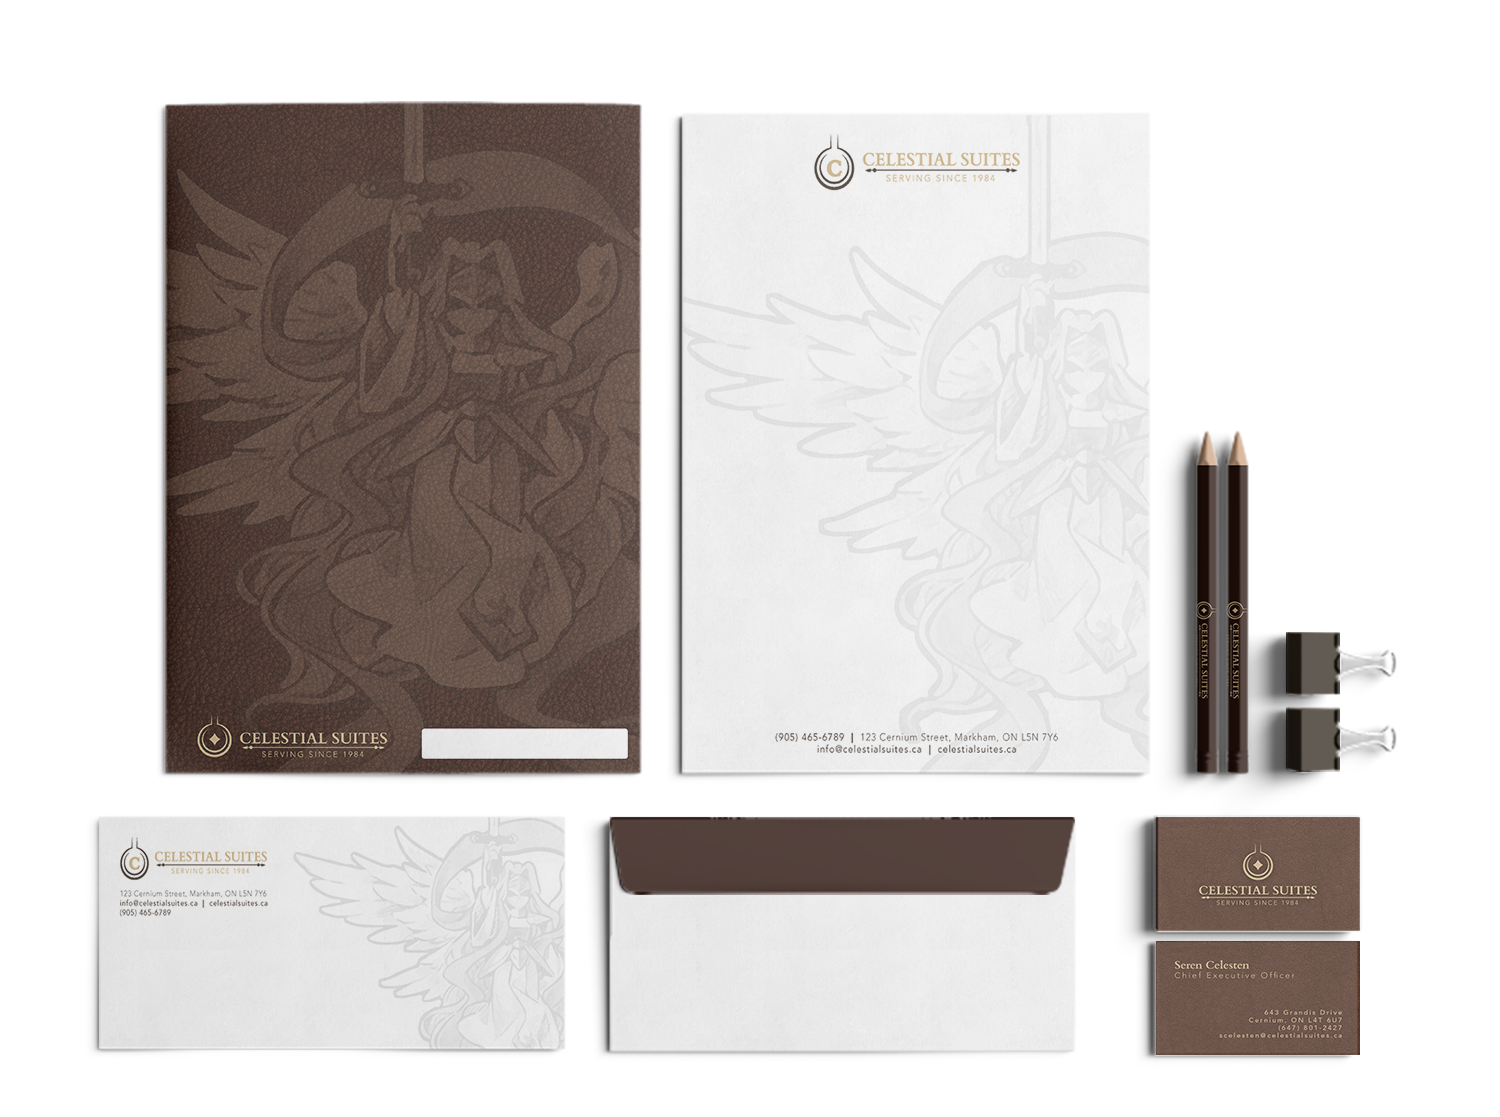 CELESTIAL SUITES
SERVING SINCE 1984
C
CELESTIAL SUITES
SERVING SINCE 1984
(905) 465-6789 | 123 Cernium Street, Markham, ON L5N 7Y6
info@celestialsuites.ca | celestialsuites.ca
CELESTIAL SUITES
CELESTIAL SUITES
C
CELESTIAL SUITES
SERVING SINCE 1984
123 Cernium Street, Markham, ON L5N 7Y6
info@celestialsuites.ca | celestialsuites.ca
(905) 465-6789
CELESTIAL SUITES
SERVING SINCE 1984
Seren Celesten
Chief Executive Officer
643 Grandis Drive
Cernium, ON L4T 6U7
(647) 801-2427
sceleston@celestialsuites.ca